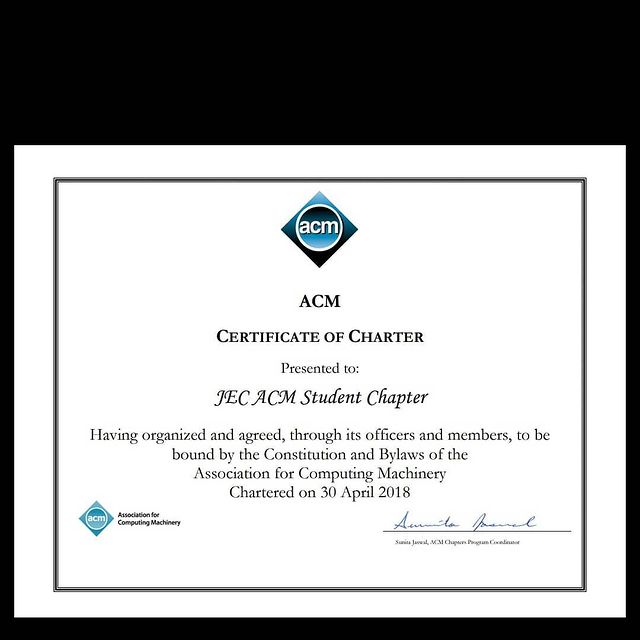 acm
ACM
CERTIFICATE OF CHARTER
Presented to:
JEC ACM Student Chapter
Having organized and agreed, through its officers and members, to be
bound by the Constitution and Bylaws of the
Association for Computing Machinery
Chartered on 30 April 2018
acm
Association for
Computing Machinery
Sunita Jaswal
Sunita Jaswal, ACM Chapters Program Coordinator